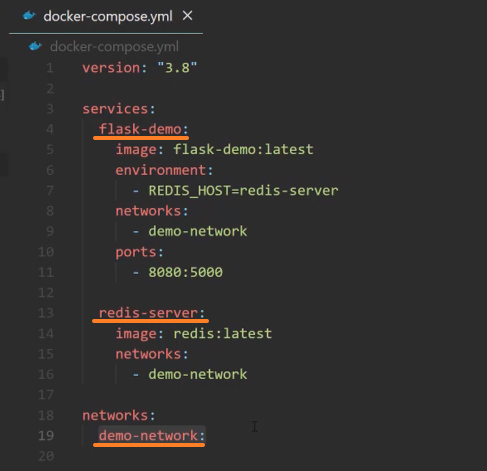 docker-compose.yml ×
docker-compose.yml
1 version: "3.8"
2
3 services:
4   flask-demo:
5     image: flask-demo:latest
6     environment:
7       - REDIS_HOST=redis-server
8     networks:
9       - demo-network
10     ports:
11       - 8080:5000
12
13   redis-server:
14     image: redis:latest
15     networks:
16       - demo-network
17
18 networks:
19   demo-network:
20